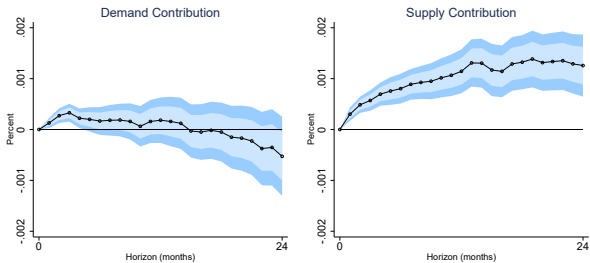 Demand Contribution
.002
.001
0
-.001
-.002
Percent
0
24
Horizon (months)
Supply Contribution
.002
.001
0
-.001
-.002
Percent
0
24
Horizon (months)